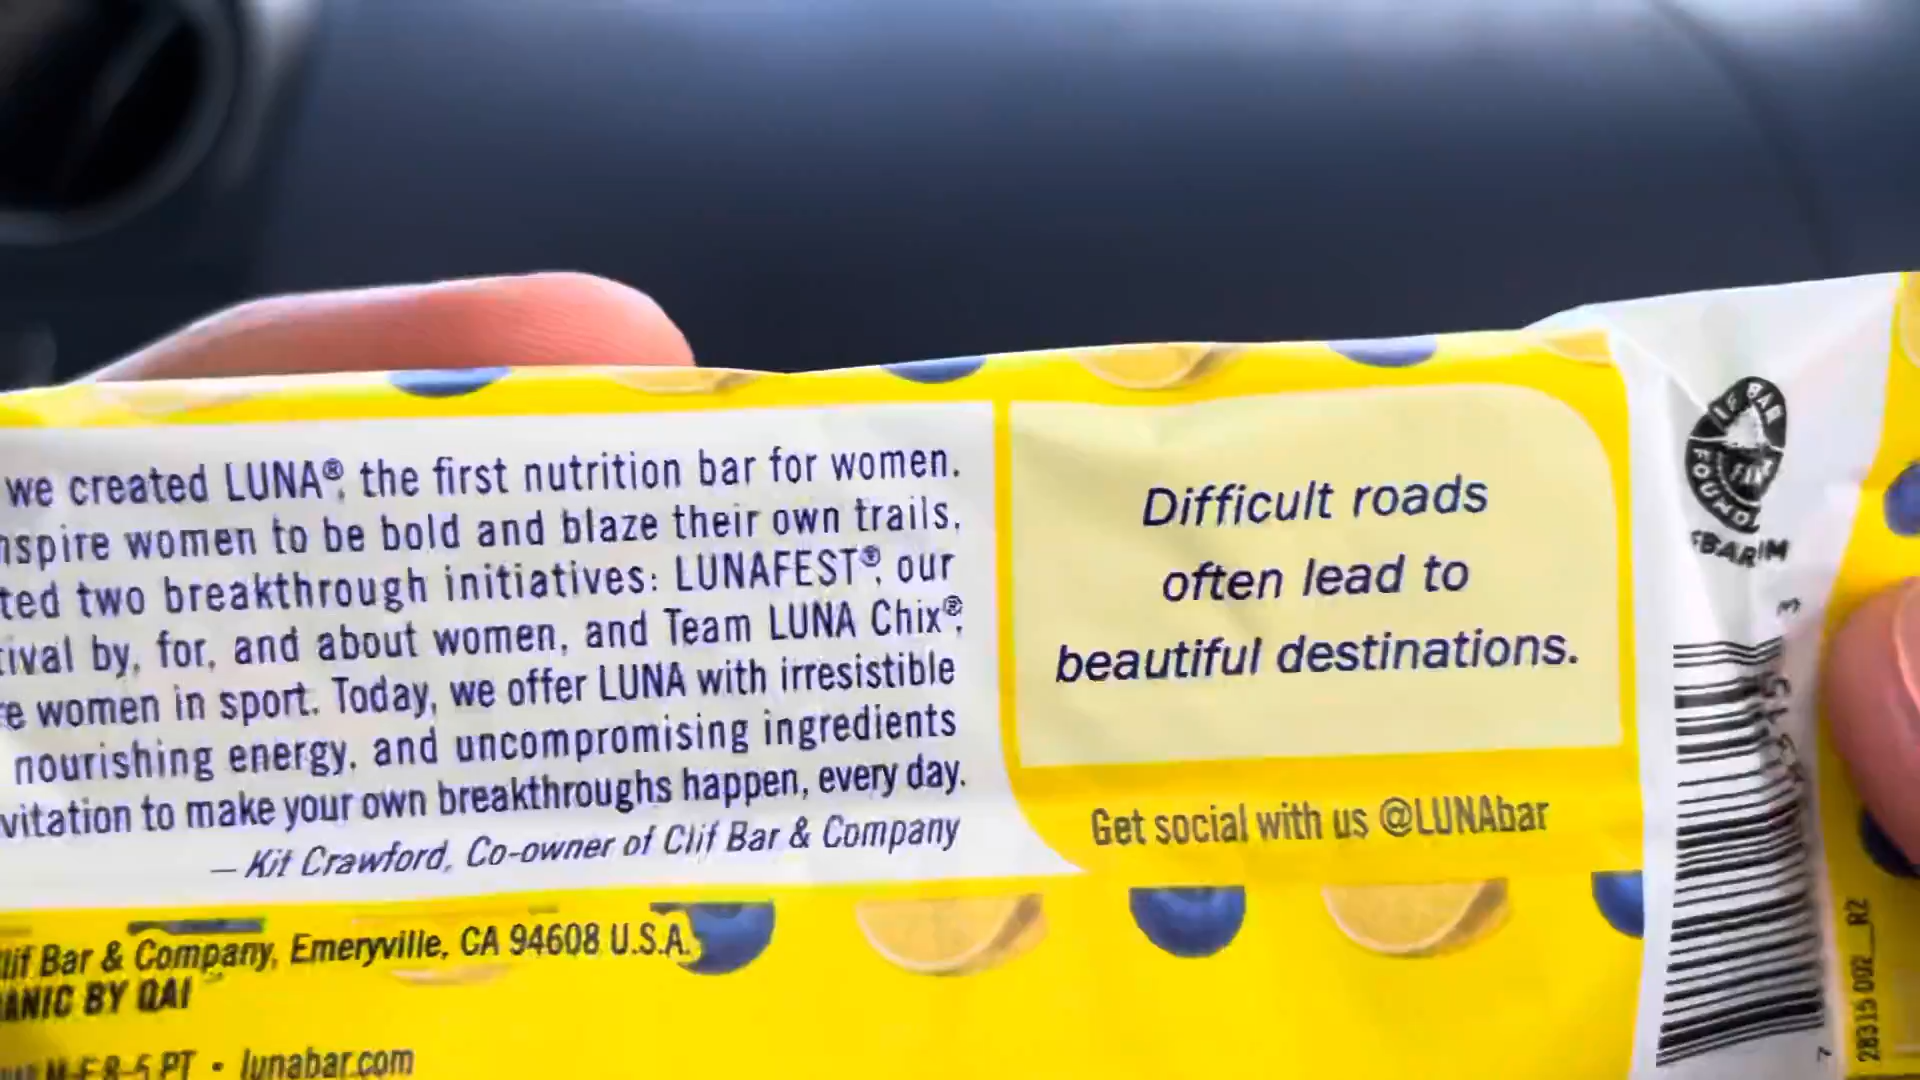 we created LUNA®, the first nutrition bar for women.
nspire women to be bold and blaze their own trails,
ted two breakthrough initiatives: LUNAFEST®, our
ival by, for, and about women, and Team LUNA Chix®,
e women in sport. Today, we offer LUNA with irresistible
nourishing energy, and uncompromising ingredients
vitation to make your own breakthroughs happen, every day.
– Kit Crawford, Co-owner of Clif Bar & Company
lif Bar & Company, Emeryville, CA 94608 U.S.A.
ANIC BY QAI
M-F 8-5 PT • lunabar.com
Difficult roads
often lead to
beautiful destinations.
Get social with us @LUNAbar
28315.002_R2